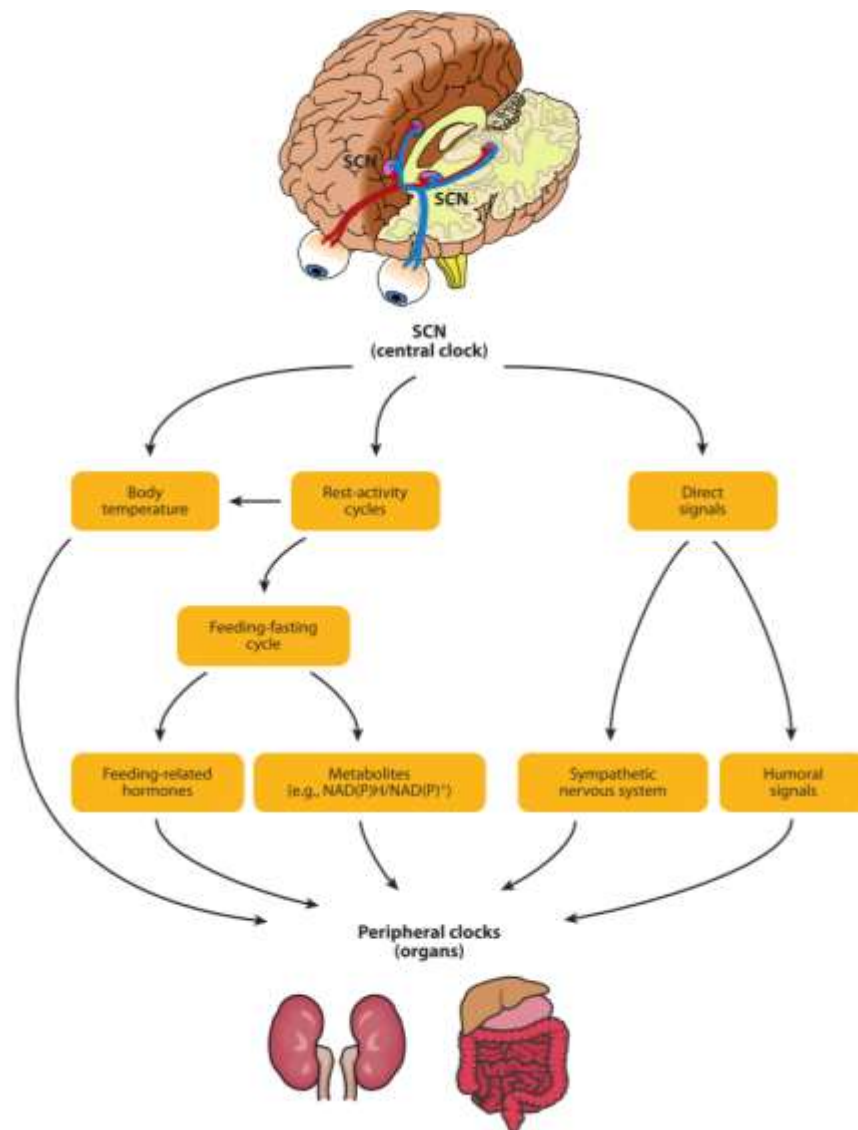 SCN
SCN
SCN
(central clock)
Body
temperature
Rest-activity
cycles
Direct
signals
Feeding-fasting
cycle
Feeding-related
hormones
Metabolites
(e.g., NAD(P)H/NAD(P)⁺)
Sympathetic
nervous system
Humoral
signals
Peripheral clocks
(organs)